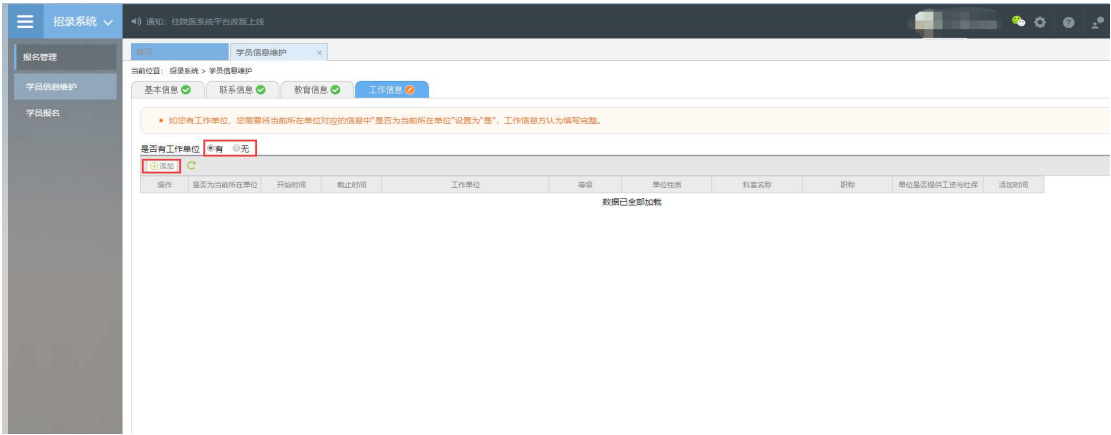 招录系统
通知：住院医系统平台改版上线
报名管理
学员信息维护
学员报名
首页
学员信息维护 ×
当前位置： 招录系统 > 学员信息维护
基本信息 联系信息 教育信息 工作信息
• 如您有工作单位，您需要将当前所在单位对应的信息中"是否为当前所在单位"设置为"是"，工作信息方认为填写完整。
是否有工作单位 有 无
添加
操作 是否为当前所在单位 开始时间 截止时间 工作单位 等级 单位性质 科室名称 职称 单位是否提供工资与社保 添加时间
数据已全部加载